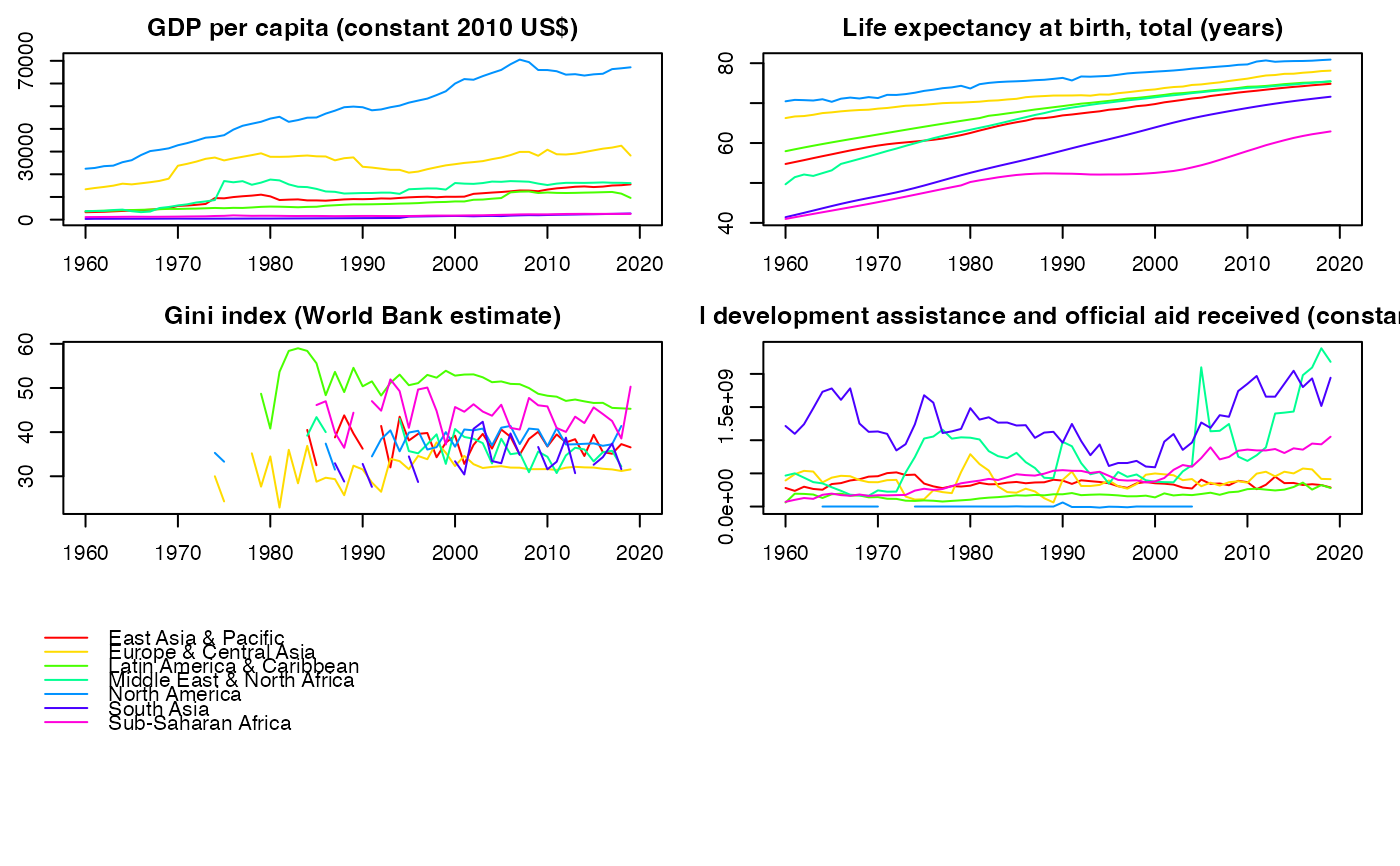 GDP per capita (constant 2010 US$)
0 30000 70000
1960 1970 1980 1990 2000 2010 2020
Life expectancy at birth, total (years)
40 60 80
1960 1970 1980 1990 2000 2010 2020
Gini index (World Bank estimate)
30 40 50 60
1960 1970 1980 1990 2000 2010 2020
l development assistance and official aid received (constan
0.0e+00 1.5e+09
1960 1970 1980 1990 2000 2010 2020
East Asia & Pacific
Europe & Central Asia
Latin America & Caribbean
Middle East & North Africa
North America
South Asia
Sub-Saharan Africa